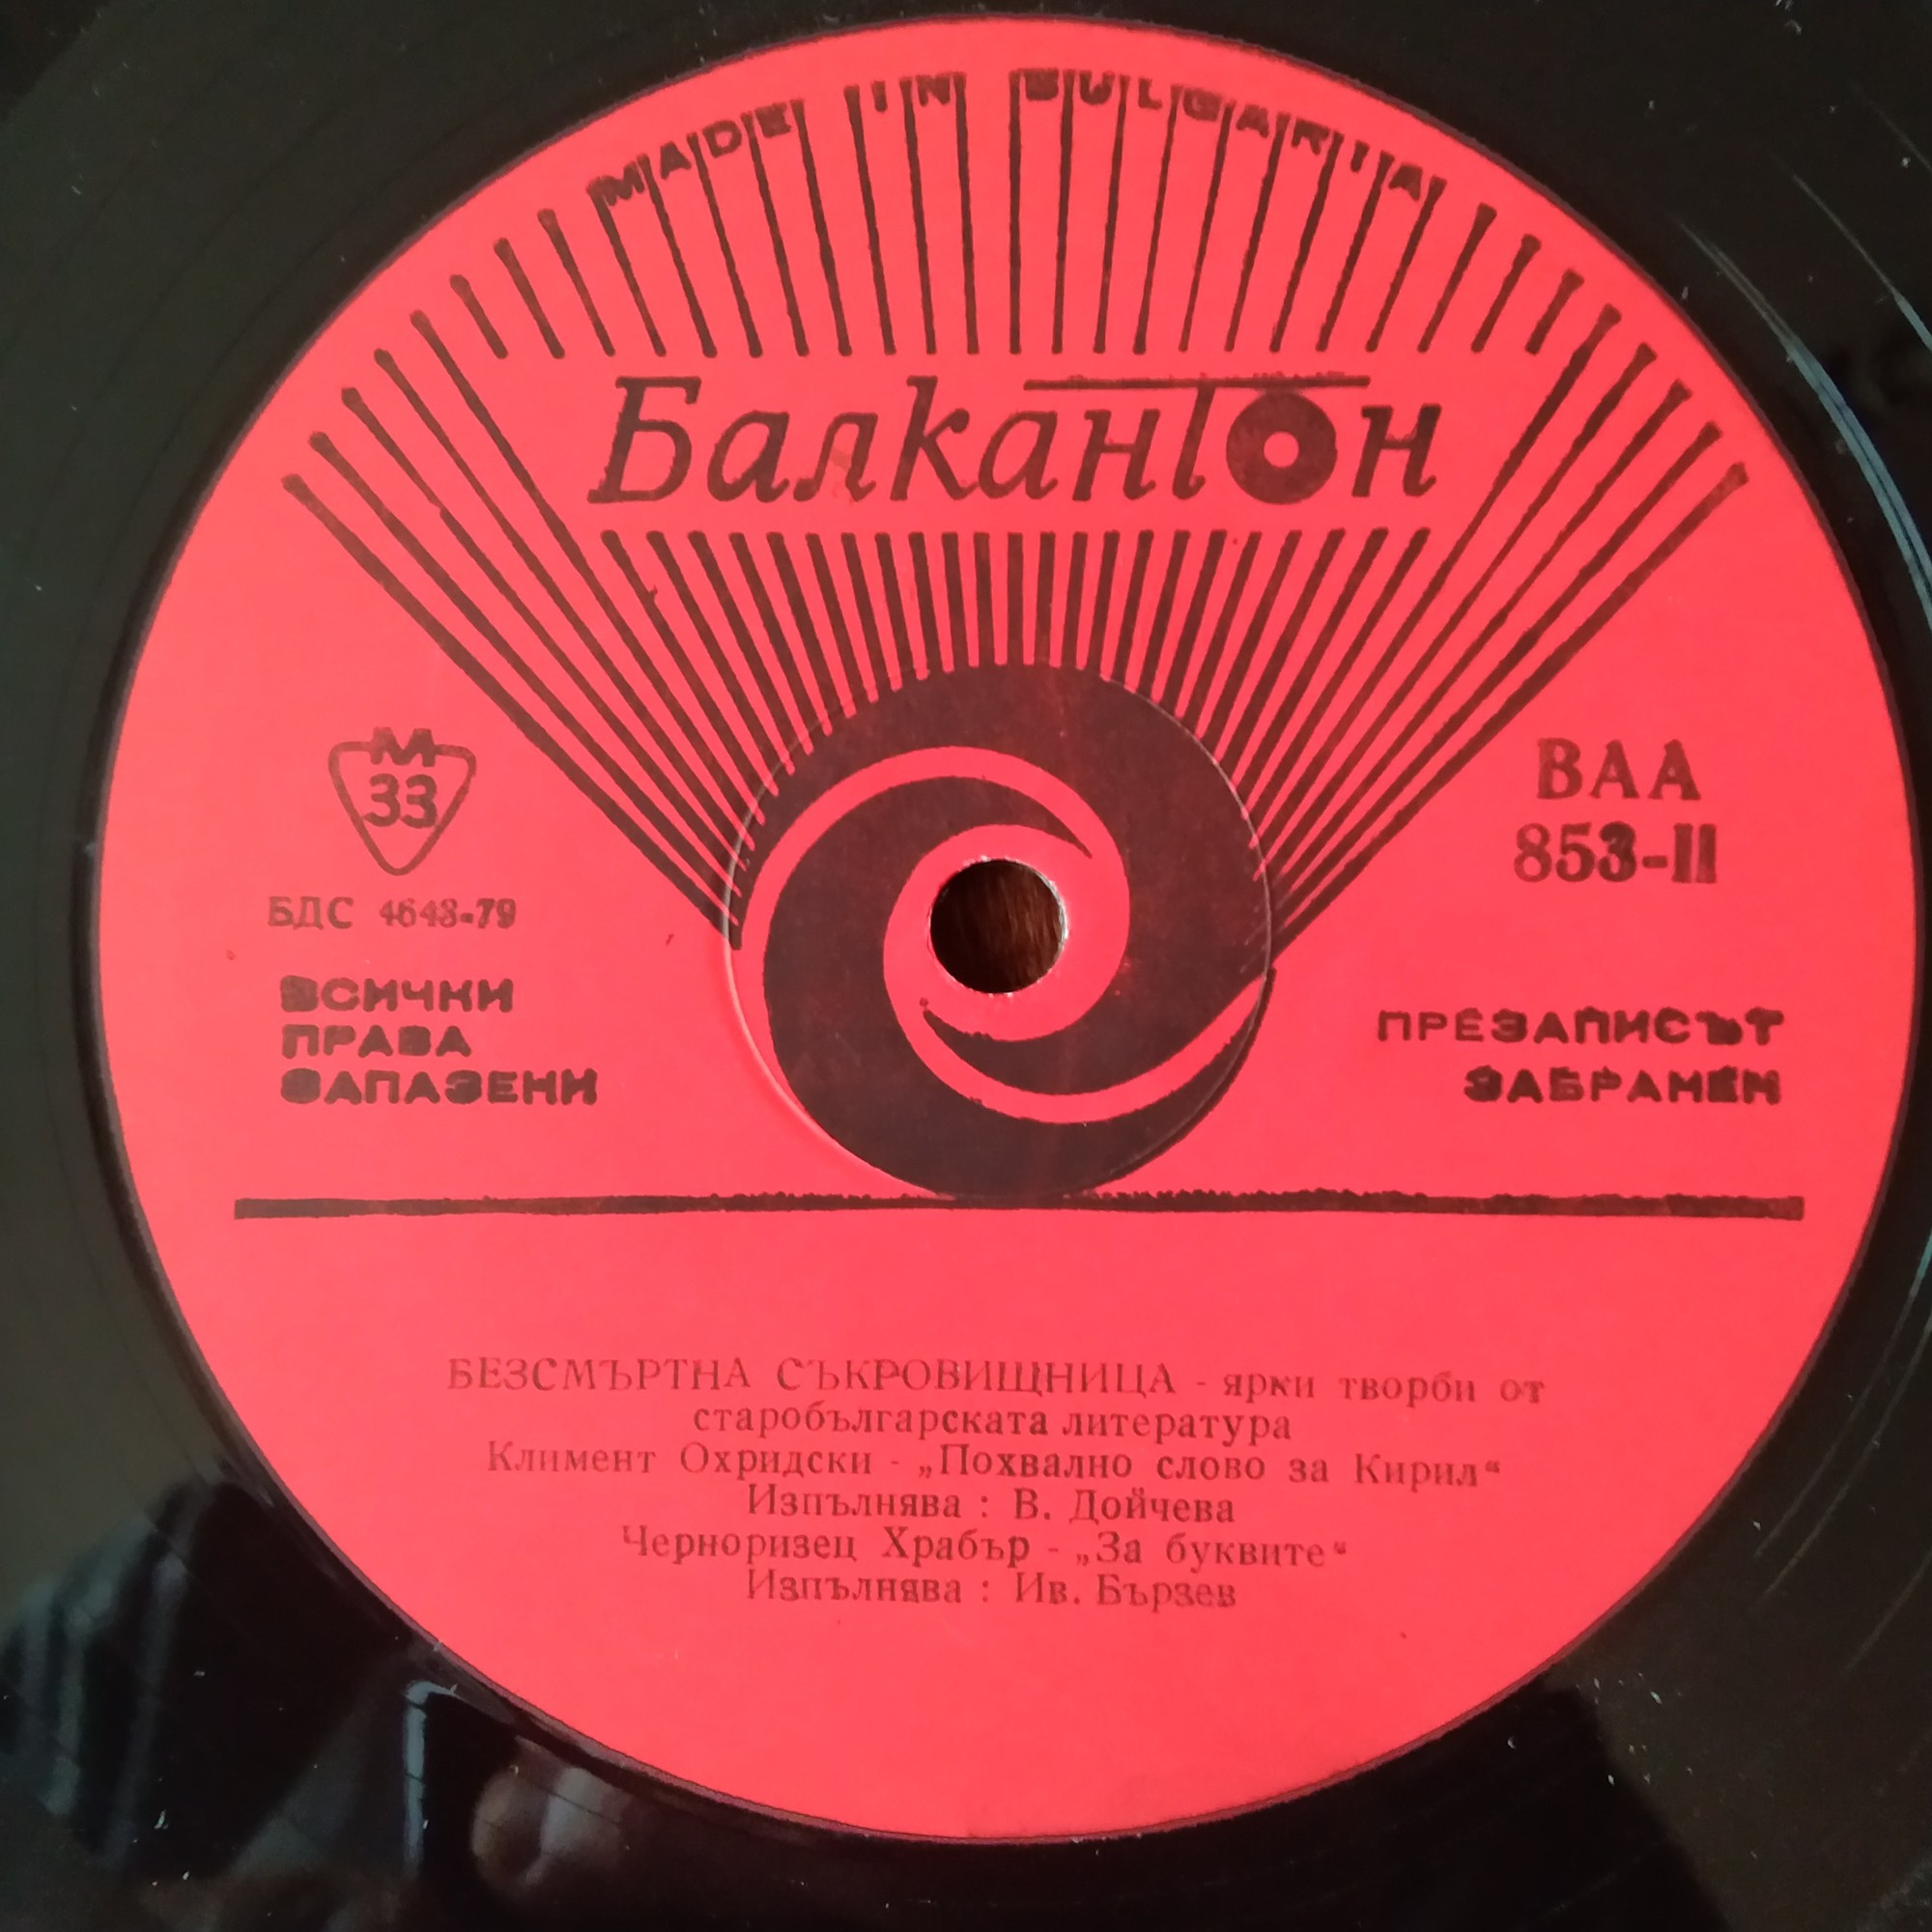 MADE IN BULGARIA
Балкантон
М
33
БДС 4648-79
ВСИЧКИ
ПРАВА
ЗАПАЗЕНИ
ВАА
853-II
ПРЕЗАПИСЪТ
ЗАБРАНЕН
БЕЗСМЪРТНА СЪКРОВИЩНИЦА - ярки творби от
старобългарската литература
Климент Охридски - „Похвално слово за Кирил“
Изпълнява : В. Дойчева
Черноризец Храбър - „За буквите“
Изпълнява : Ив. Бързев